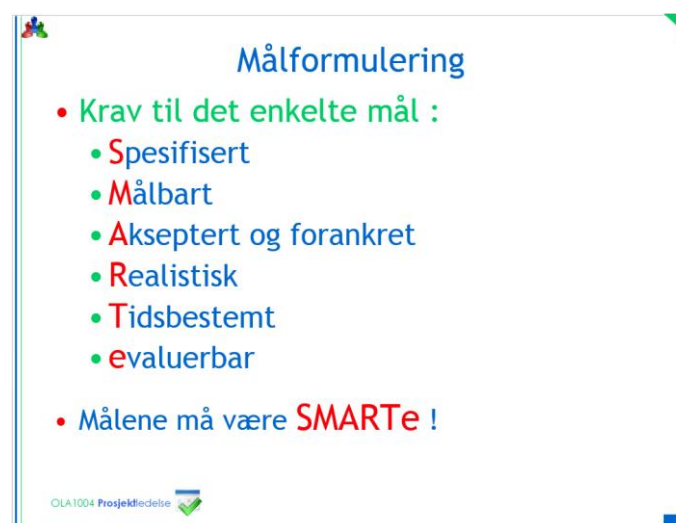 Målformulering
• Krav til det enkelte mål :
• Spesifisert
• Målbart
• Akseptert og forankret
• Realistisk
• Tidsbestemt
• evaluerbar
• Målene må være SMARTe !
OLA1004 Prosjektledelse